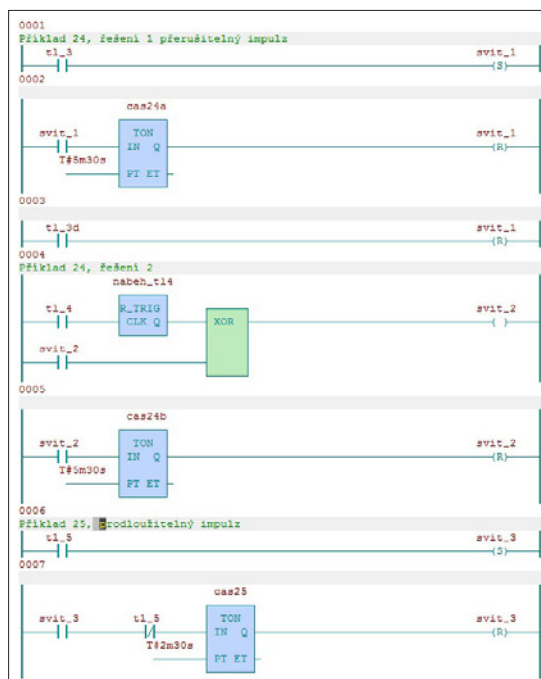 0001
Příklad 24, řešení 1 přerušitelný impulz
tl_3 svit_1
(S)
0002
cas24a
svit_1 TON svit_1
IN Q (R)
T#5m30s
PT ET
0003
tl_3d svit_1
(R)
0004
Příklad 24, řešení 2
nabeh_tl4
tl_4 R_TRIG svit_2
CLK Q XOR ( )
svit_2
0005
cas24b
svit_2 TON svit_2
IN Q (R)
T#5m30s
PT ET
0006
Příklad 25, prodloužitelný impulz
tl_5 svit_3
(S)
0007
cas25
svit_3 tl_5 TON svit_3
IN Q (R)
T#2m30s
PT ET